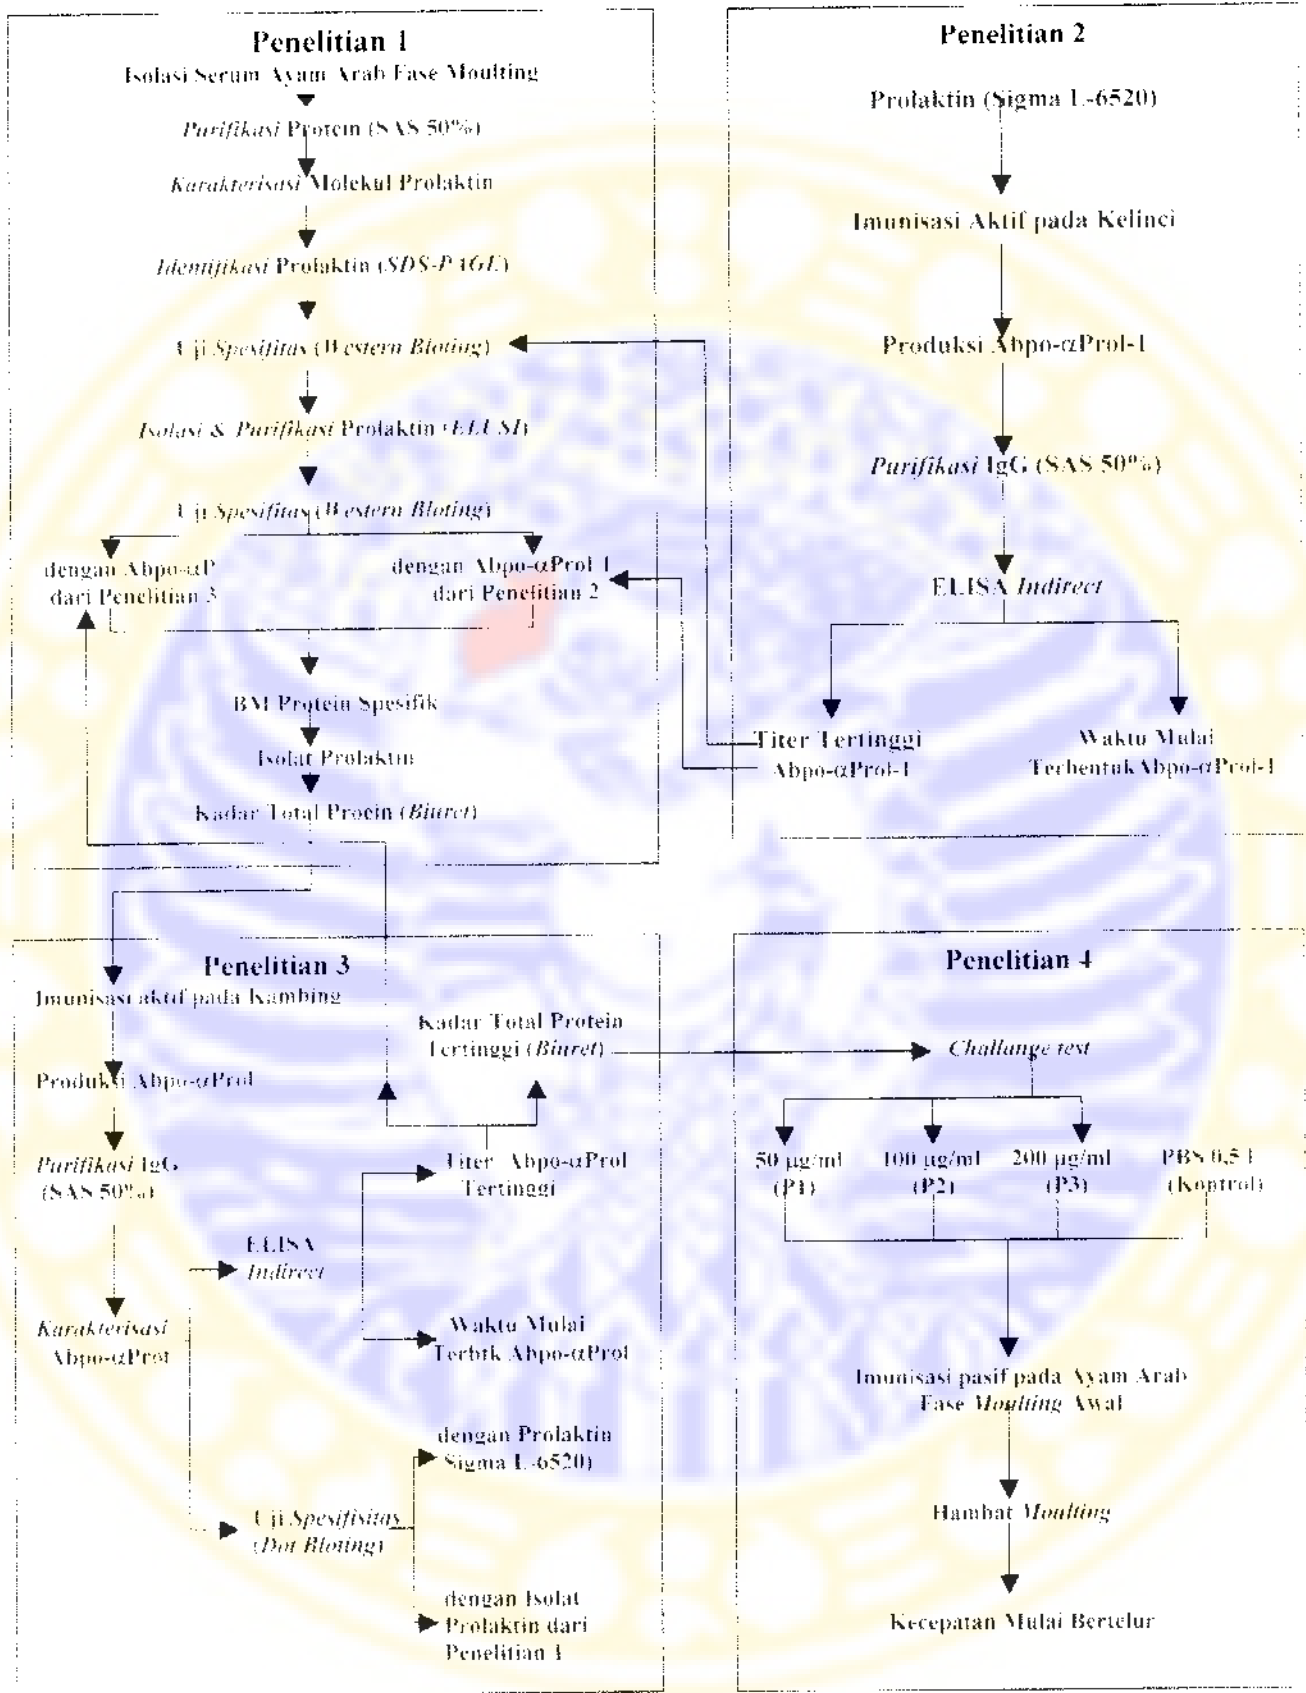 Penelitian 1
Isolasi Serum Ayam Arab Fase Moulting
Purifikasi Protein (SAS 50%)
Karakterisasi Molekul Prolaktin
Identifikasi Prolaktin (SDS-PAGE)
Uji Spesifitas (Western Bloting)
Isolasi & Purifikasi Prolaktin (ELUSI)
Uji Spesifitas (Western Bloting)
dengan Abpo-αP
dari Penelitian 3
dengan Abpo-αProl-1
dari Penelitian 2
BM Protein Spesifik
Isolat Prolaktin
Kadar Total Procin (Biuret)
Penelitian 2
Prolaktin (Sigma L-6520)
Imunisasi Aktif pada Kelinci
Produksi Abpo-αProl-1
Purifikasi IgG (SAS 50%)
ELISA Indirect
Titer Tertinggi
Abpo-αProl-1
Waktu Mulai
Terbentuk Abpo-αProl-1
Penelitian 3
Imunisasi aktif pada Kambing
Produksi Abpo-αProl
Purifikasi IgG
(SAS 50%)
Karakterisasi
Abpo-αProl
ELISA
Indirect
Uji Spesifisitas
(Dot Bloting)
Kadar Total Protein
Tertinggi (Biuret)
Titer Abpo-αProl
Tertinggi
Waktu Mulai
Terbtk Abpo-αProl
dengan Prolaktin
Sigma L-6520)
dengan Isolat
Prolaktin dari
Penelitian 1
Penelitian 4
Challange test
50 µg/ml
(P1)
100 µg/ml
(P2)
200 µg/ml
(P3)
PBS 0,5
(Kontrol)
Imunisasi pasif pada Ayam Arab
Fase Moulting Awal
Hambat Moulting
Kecepatan Mulai Bertelur